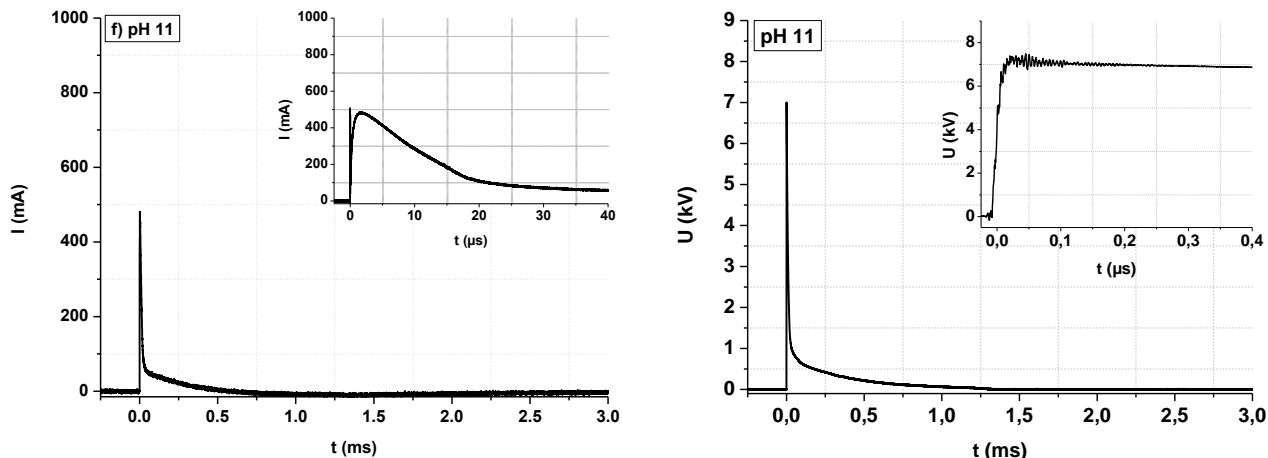 f) pH 11
I (mA)
1000
800
600
400
200
0
0.0 0.5 1.0 1.5 2.0 2.5 3.0
t (ms)
I (mA)
1000
800
600
400
200
0
0 10 20 30 40
t (µs)
pH 11
U (kV)
9
8
7
6
5
4
3
2
1
0
0,0 0,5 1,0 1,5 2,0 2,5 3,0
t (ms)
U (kV)
8
6
4
2
0
0,0 0,1 0,2 0,3 0,4
t (µs)